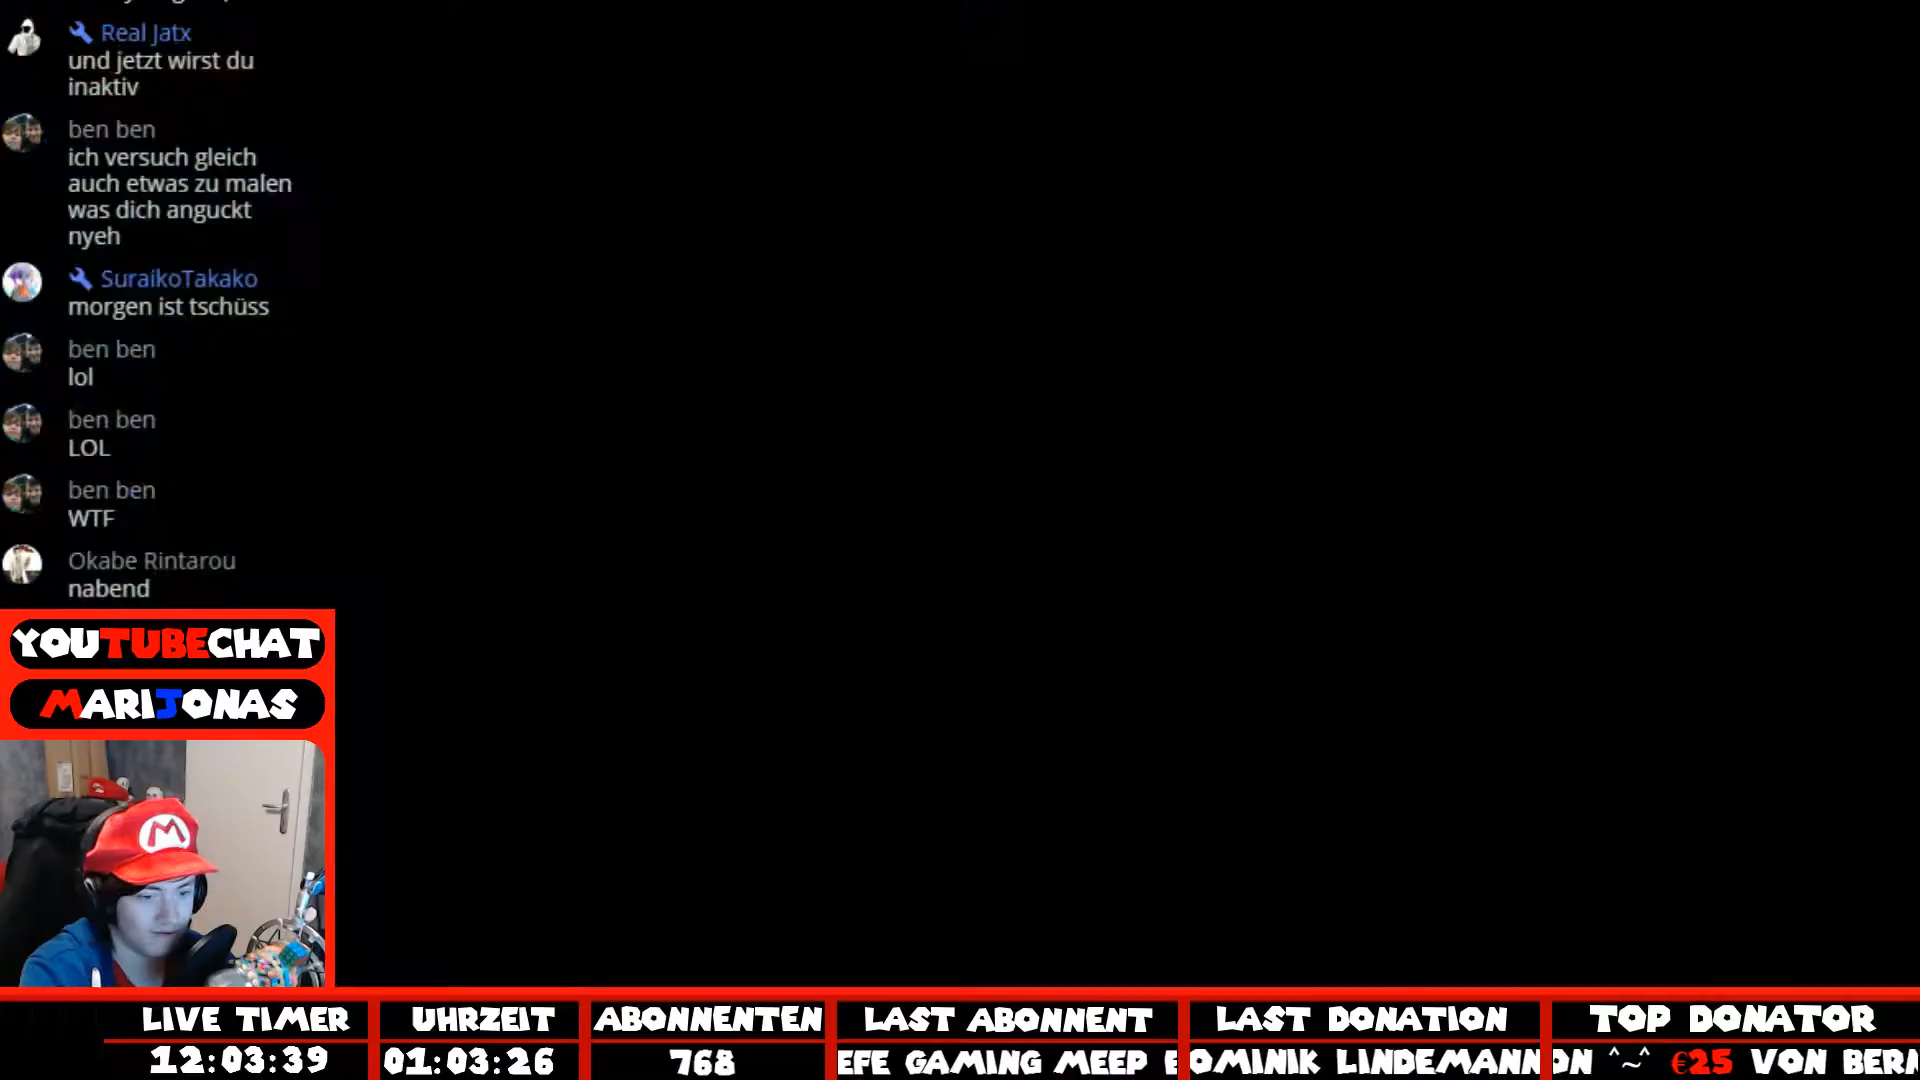 Real Jatx
und jetzt wirst du
inaktiv
ben ben
ich versuch gleich
auch etwas zu malen
was dich anguckt
nyeh
SuraikoTakako
morgen ist tschüss
ben ben
lol
ben ben
LOL
ben ben
WTF
Okabe Rintarou
nabend
YOUTUBECHAT
MARIJONAS
M
LIVE TIMER
12:03:39
UHRZEIT
01:03:26
ABONNENTEN
768
LAST ABONNENT
EFE GAMING MEEP
LAST DONATION
OMINIK LINDEMANN
TOP DONATOR
ON ^~^ €25 VON BERN